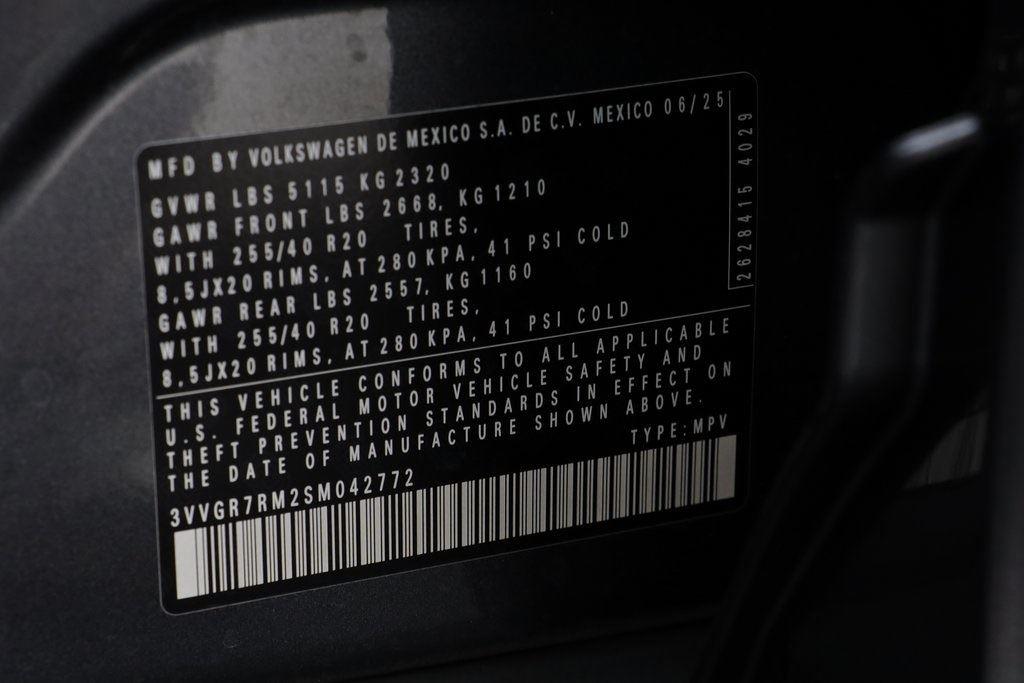 MFD BY VOLKSWAGEN DE MEXICO S.A. DE C.V. MEXICO 06/25
GVWR LBS 5115 KG 2320
GAWR FRONT LBS 2668, KG 1210
WITH 255/40 R20 TIRES,
8,5JX20 RIMS, AT 280 KPA, 41 PSI COLD
GAWR REAR LBS 2557, KG 1160
WITH 255/40 R20 TIRES,
8,5JX20 RIMS, AT 280 KPA, 41 PSI COLD
2628415 4029
THIS VEHICLE CONFORMS TO ALL APPLICABLE
U.S. FEDERAL MOTOR VEHICLE SAFETY AND
THEFT PREVENTION STANDARDS IN EFFECT ON
THE DATE OF MANUFACTURE SHOWN ABOVE.
TYPE:MPV
3VVGR7RM2SM042772